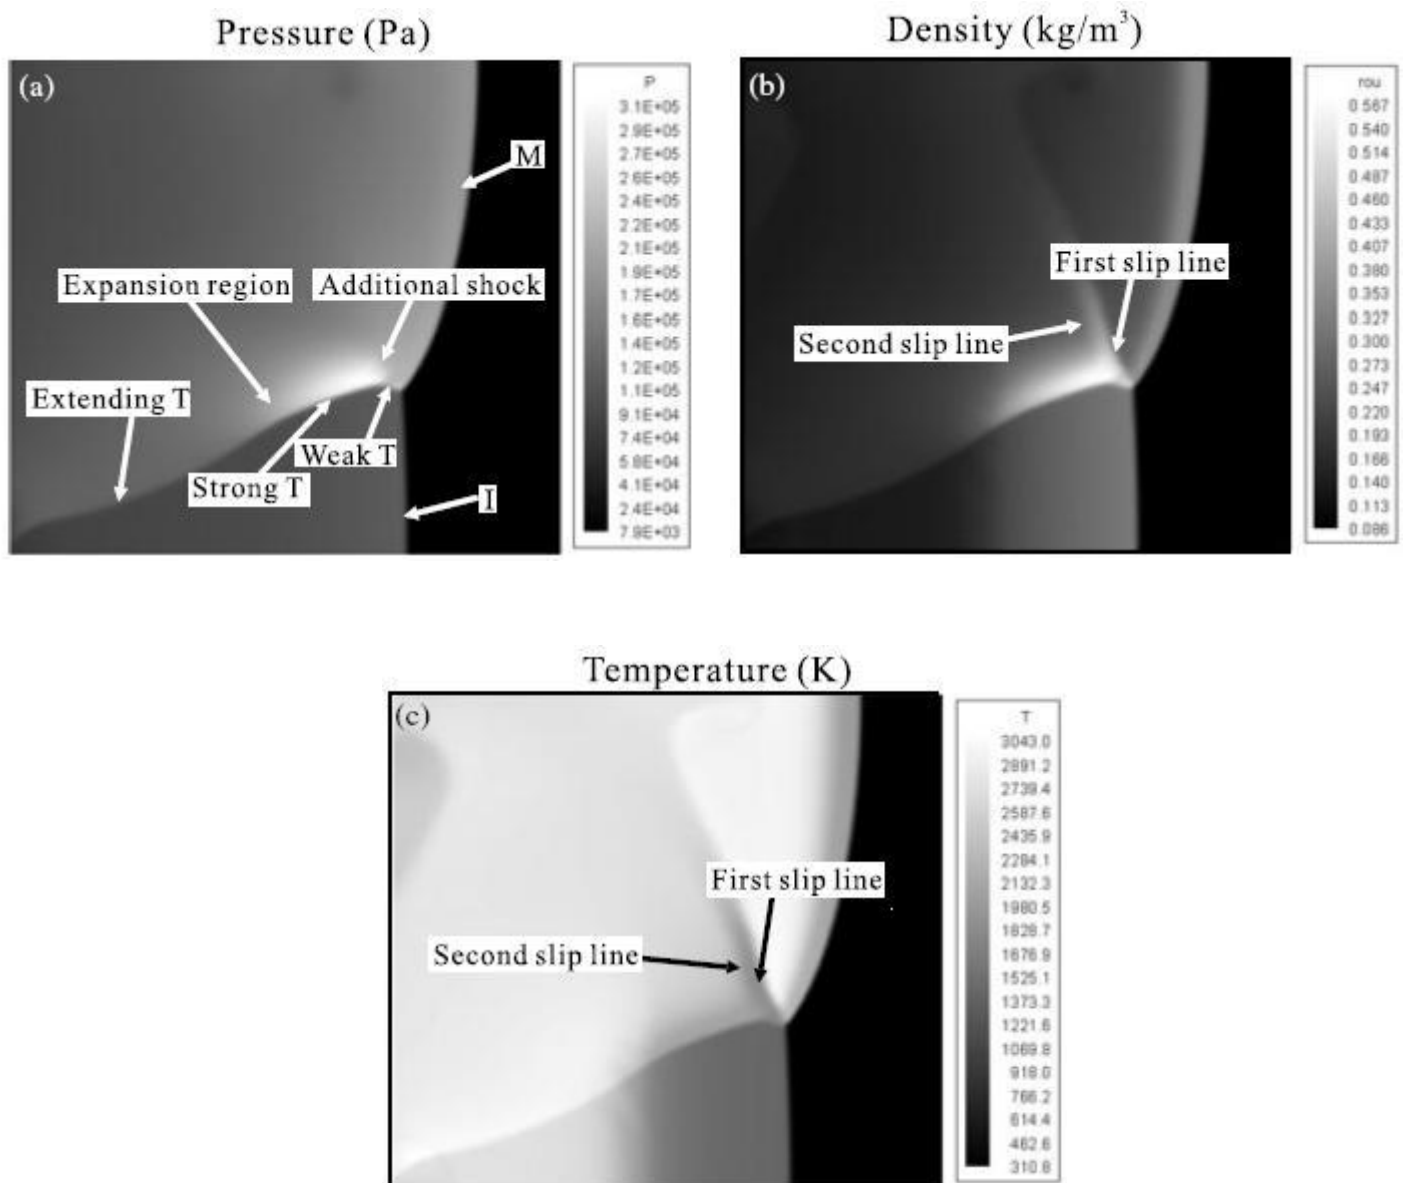 Pressure (Pa)
Density (kg/m³)
(a)
M
Expansion region
Additional shock
Extending T
Weak T
Strong T
I
P
3.1E+05
2.9E+05
2.7E+05
2.6E+05
2.4E+05
2.2E+05
2.1E+05
1.9E+05
1.7E+05
1.6E+05
1.4E+05
1.2E+05
1.1E+05
9.1E+04
7.4E+04
5.8E+04
4.1E+04
2.4E+04
7.9E+03
(b)
First slip line
Second slip line
rou
0.567
0.540
0.514
0.487
0.460
0.433
0.407
0.380
0.353
0.327
0.300
0.273
0.247
0.220
0.193
0.166
0.140
0.113
0.086
Temperature (K)
(c)
First slip line
Second slip line
T
3043.0
2891.2
2739.4
2587.6
2435.9
2284.1
2132.3
1980.5
1828.7
1676.9
1525.1
1373.3
1221.6
1069.8
918.0
766.2
614.4
462.6
310.8